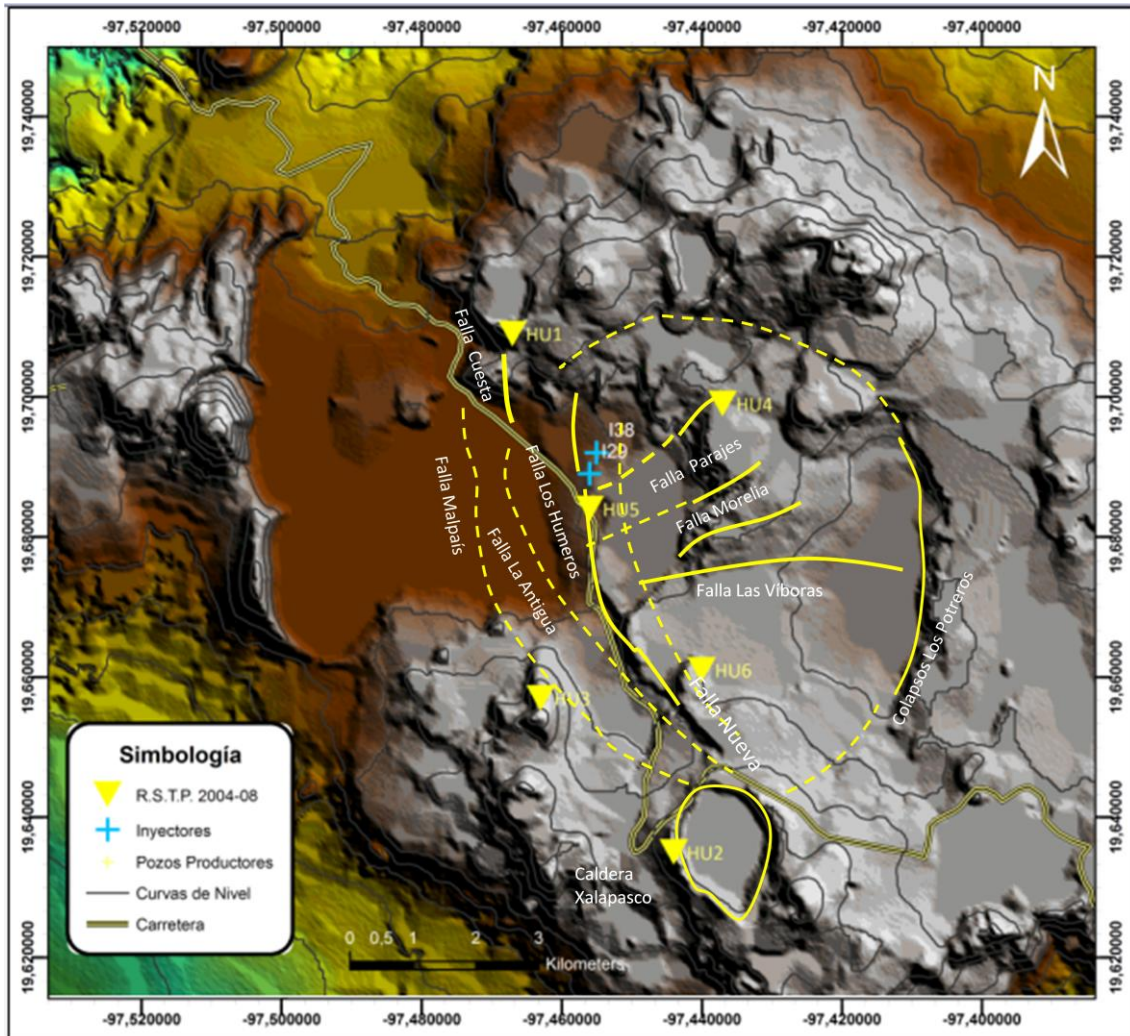 -97,520000 -97,500000 -97,480000 -97,460000 -97,440000 -97,420000 -97,400000
19,740000
19,720000
19,700000
19,680000
19,660000
19,640000
19,620000
19,740000
19,720000
19,700000
19,680000
19,660000
19,640000
19,620000
N
HU1
Falla Cuesta
HU4
I38
I29
Falla Parajes
Falla Malpaís
Falla Los Humeros
HU5
Falla Morelia
Falla La Antigua
Falla Las Víboras
Colapsos Los Potreros
HU6
HU3
Falla Nueva
HU2
Caldera
Xalapasco
Simbología
R.S.T.P. 2004-08
Inyectores
Pozos Productores
Curvas de Nivel
Carretera
0 0,5 1 2 3
Kilometers
-97,520000 -97,500000 -97,480000 -97,460000 -97,440000 -97,420000 -97,400000